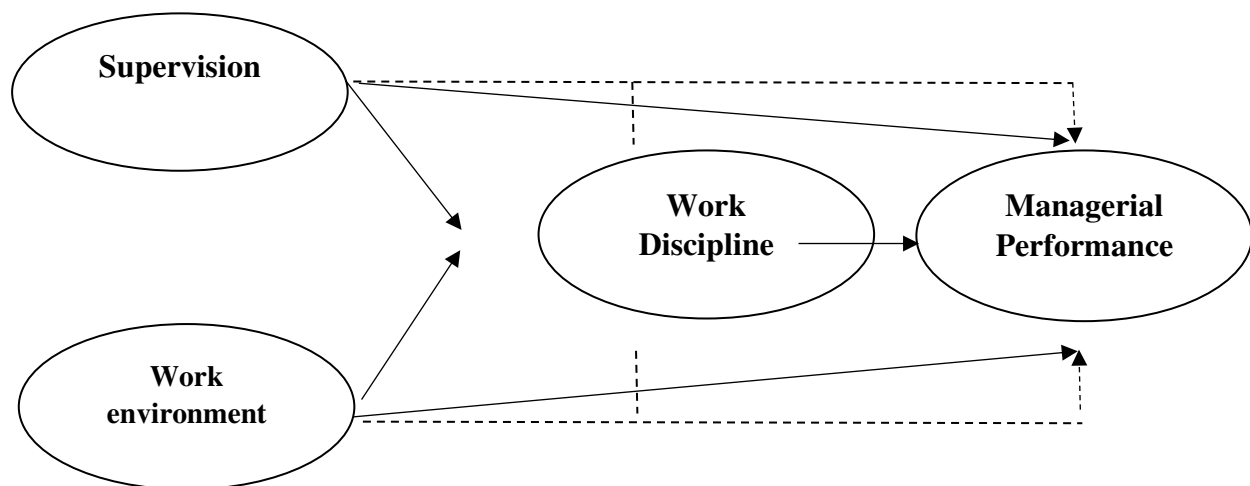 Supervision
Work
Discipline
Managerial
Performance
Work
environment